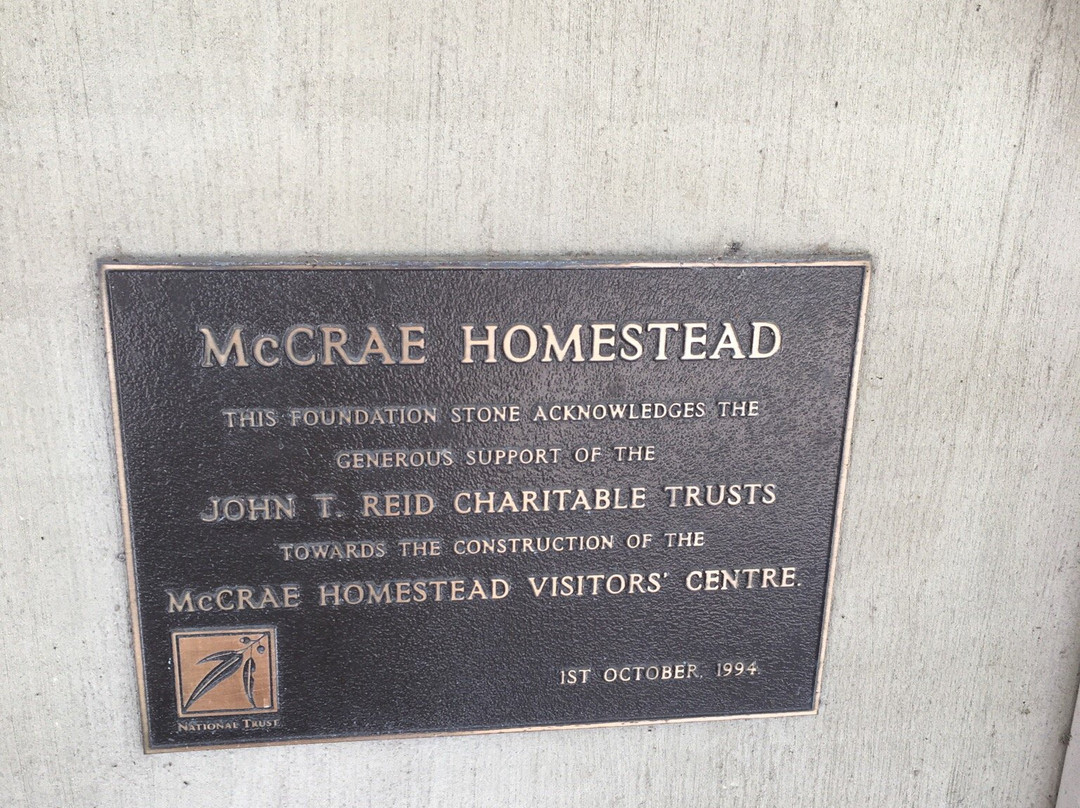 McCRAE HOMESTEAD
THIS FOUNDATION STONE ACKNOWLEDGES THE
GENEROUS SUPPORT OF THE
JOHN T. REID CHARITABLE TRUSTS
TOWARDS THE CONSTRUCTION OF THE
McCRAE HOMESTEAD VISITORS' CENTRE.
1ST OCTOBER, 1994.
NATIONAL TRUST